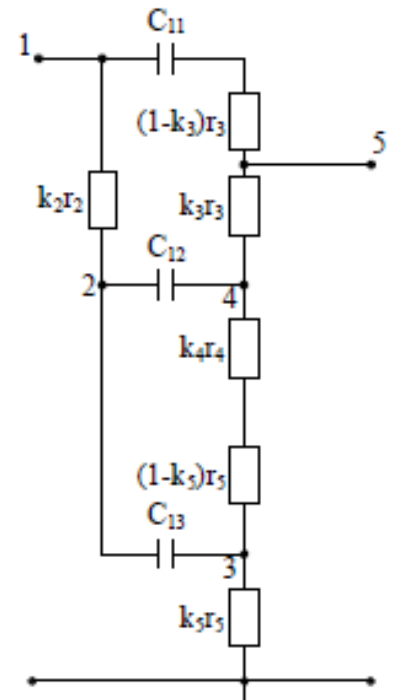 C₁₁
1
(1-k₃)r₃
5
k₂r₂
k₃r₃
C₁₂
2
4
k₄r₄
(1-k₅)r₅
C₁₃
3
k₅r₅